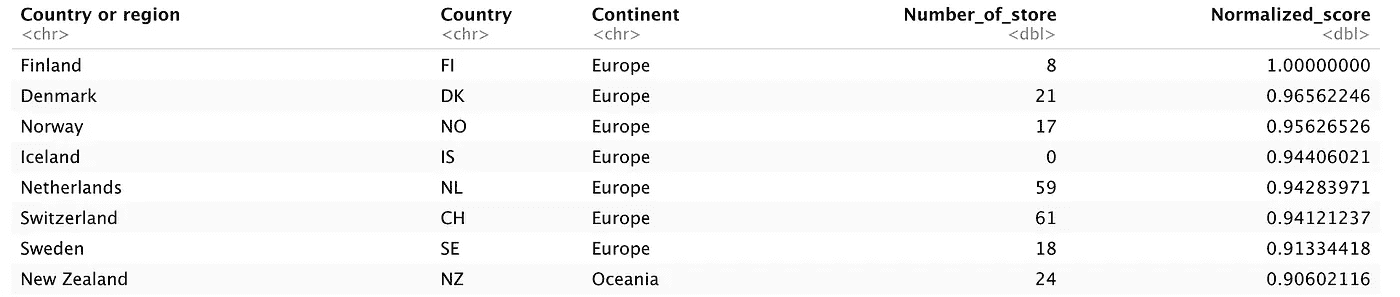 Country or region Country Continent Number_of_store Normalized_score
<chr> <chr> <chr> <dbl> <dbl>
Finland FI Europe 8 1.00000000
Denmark DK Europe 21 0.96562246
Norway NO Europe 17 0.95626526
Iceland IS Europe 0 0.94406021
Netherlands NL Europe 59 0.94283971
Switzerland CH Europe 61 0.94121237
Sweden SE Europe 18 0.91334418
New Zealand NZ Oceania 24 0.90602116